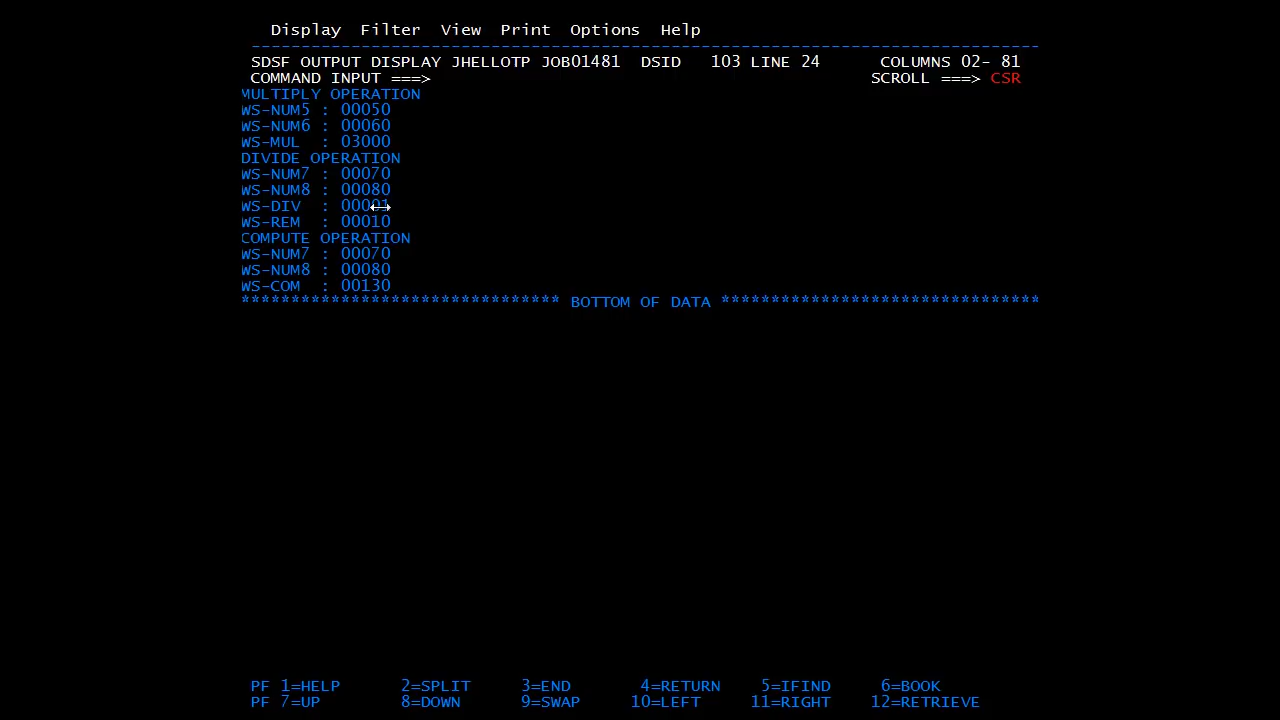 Display  Filter  View  Print  Options  Help
-------------------------------------------------------------------------------
SDSF OUTPUT DISPLAY JHELLOTP JOB01481  DSID   103 LINE 24      COLUMNS 02- 81
COMMAND INPUT ===>                                            SCROLL ===> CSR
MULTIPLY OPERATION
WS-NUM5 : 00050
WS-NUM6 : 00060
WS-MUL  : 03000
DIVIDE OPERATION
WS-NUM7 : 00070
WS-NUM8 : 00080
WS-DIV  : 00001
WS-REM  : 00010
COMPUTE OPERATION
WS-NUM7 : 00070
WS-NUM8 : 00080
WS-COM  : 00130
******************************** BOTTOM OF DATA ********************************
PF 1=HELP      2=SPLIT     3=END       4=RETURN    5=IFIND     6=BOOK
PF 7=UP        8=DOWN      9=SWAP     10=LEFT     11=RIGHT    12=RETRIEVE